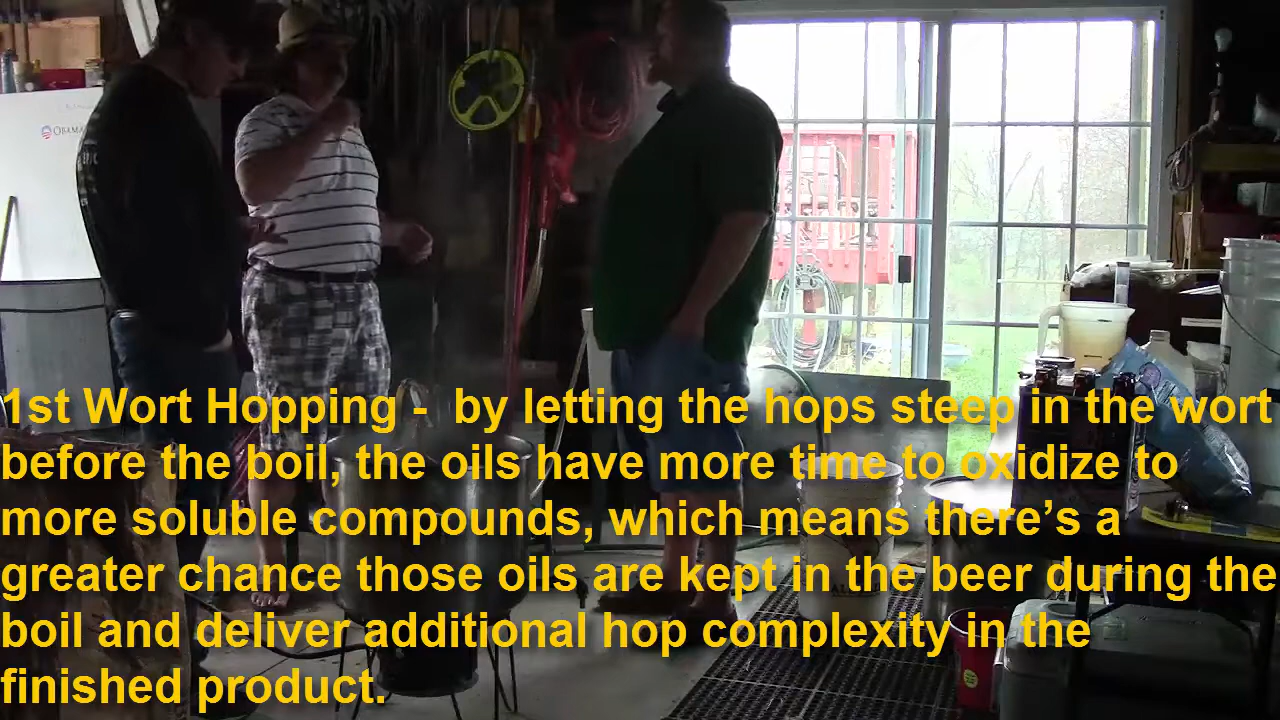 OBAMA
1st Wort Hopping - by letting the hops steep in the wort
before the boil, the oils have more time to oxidize to
more soluble compounds, which means there’s a
greater chance those oils are kept in the beer during the
boil and deliver additional hop complexity in the
finished product.